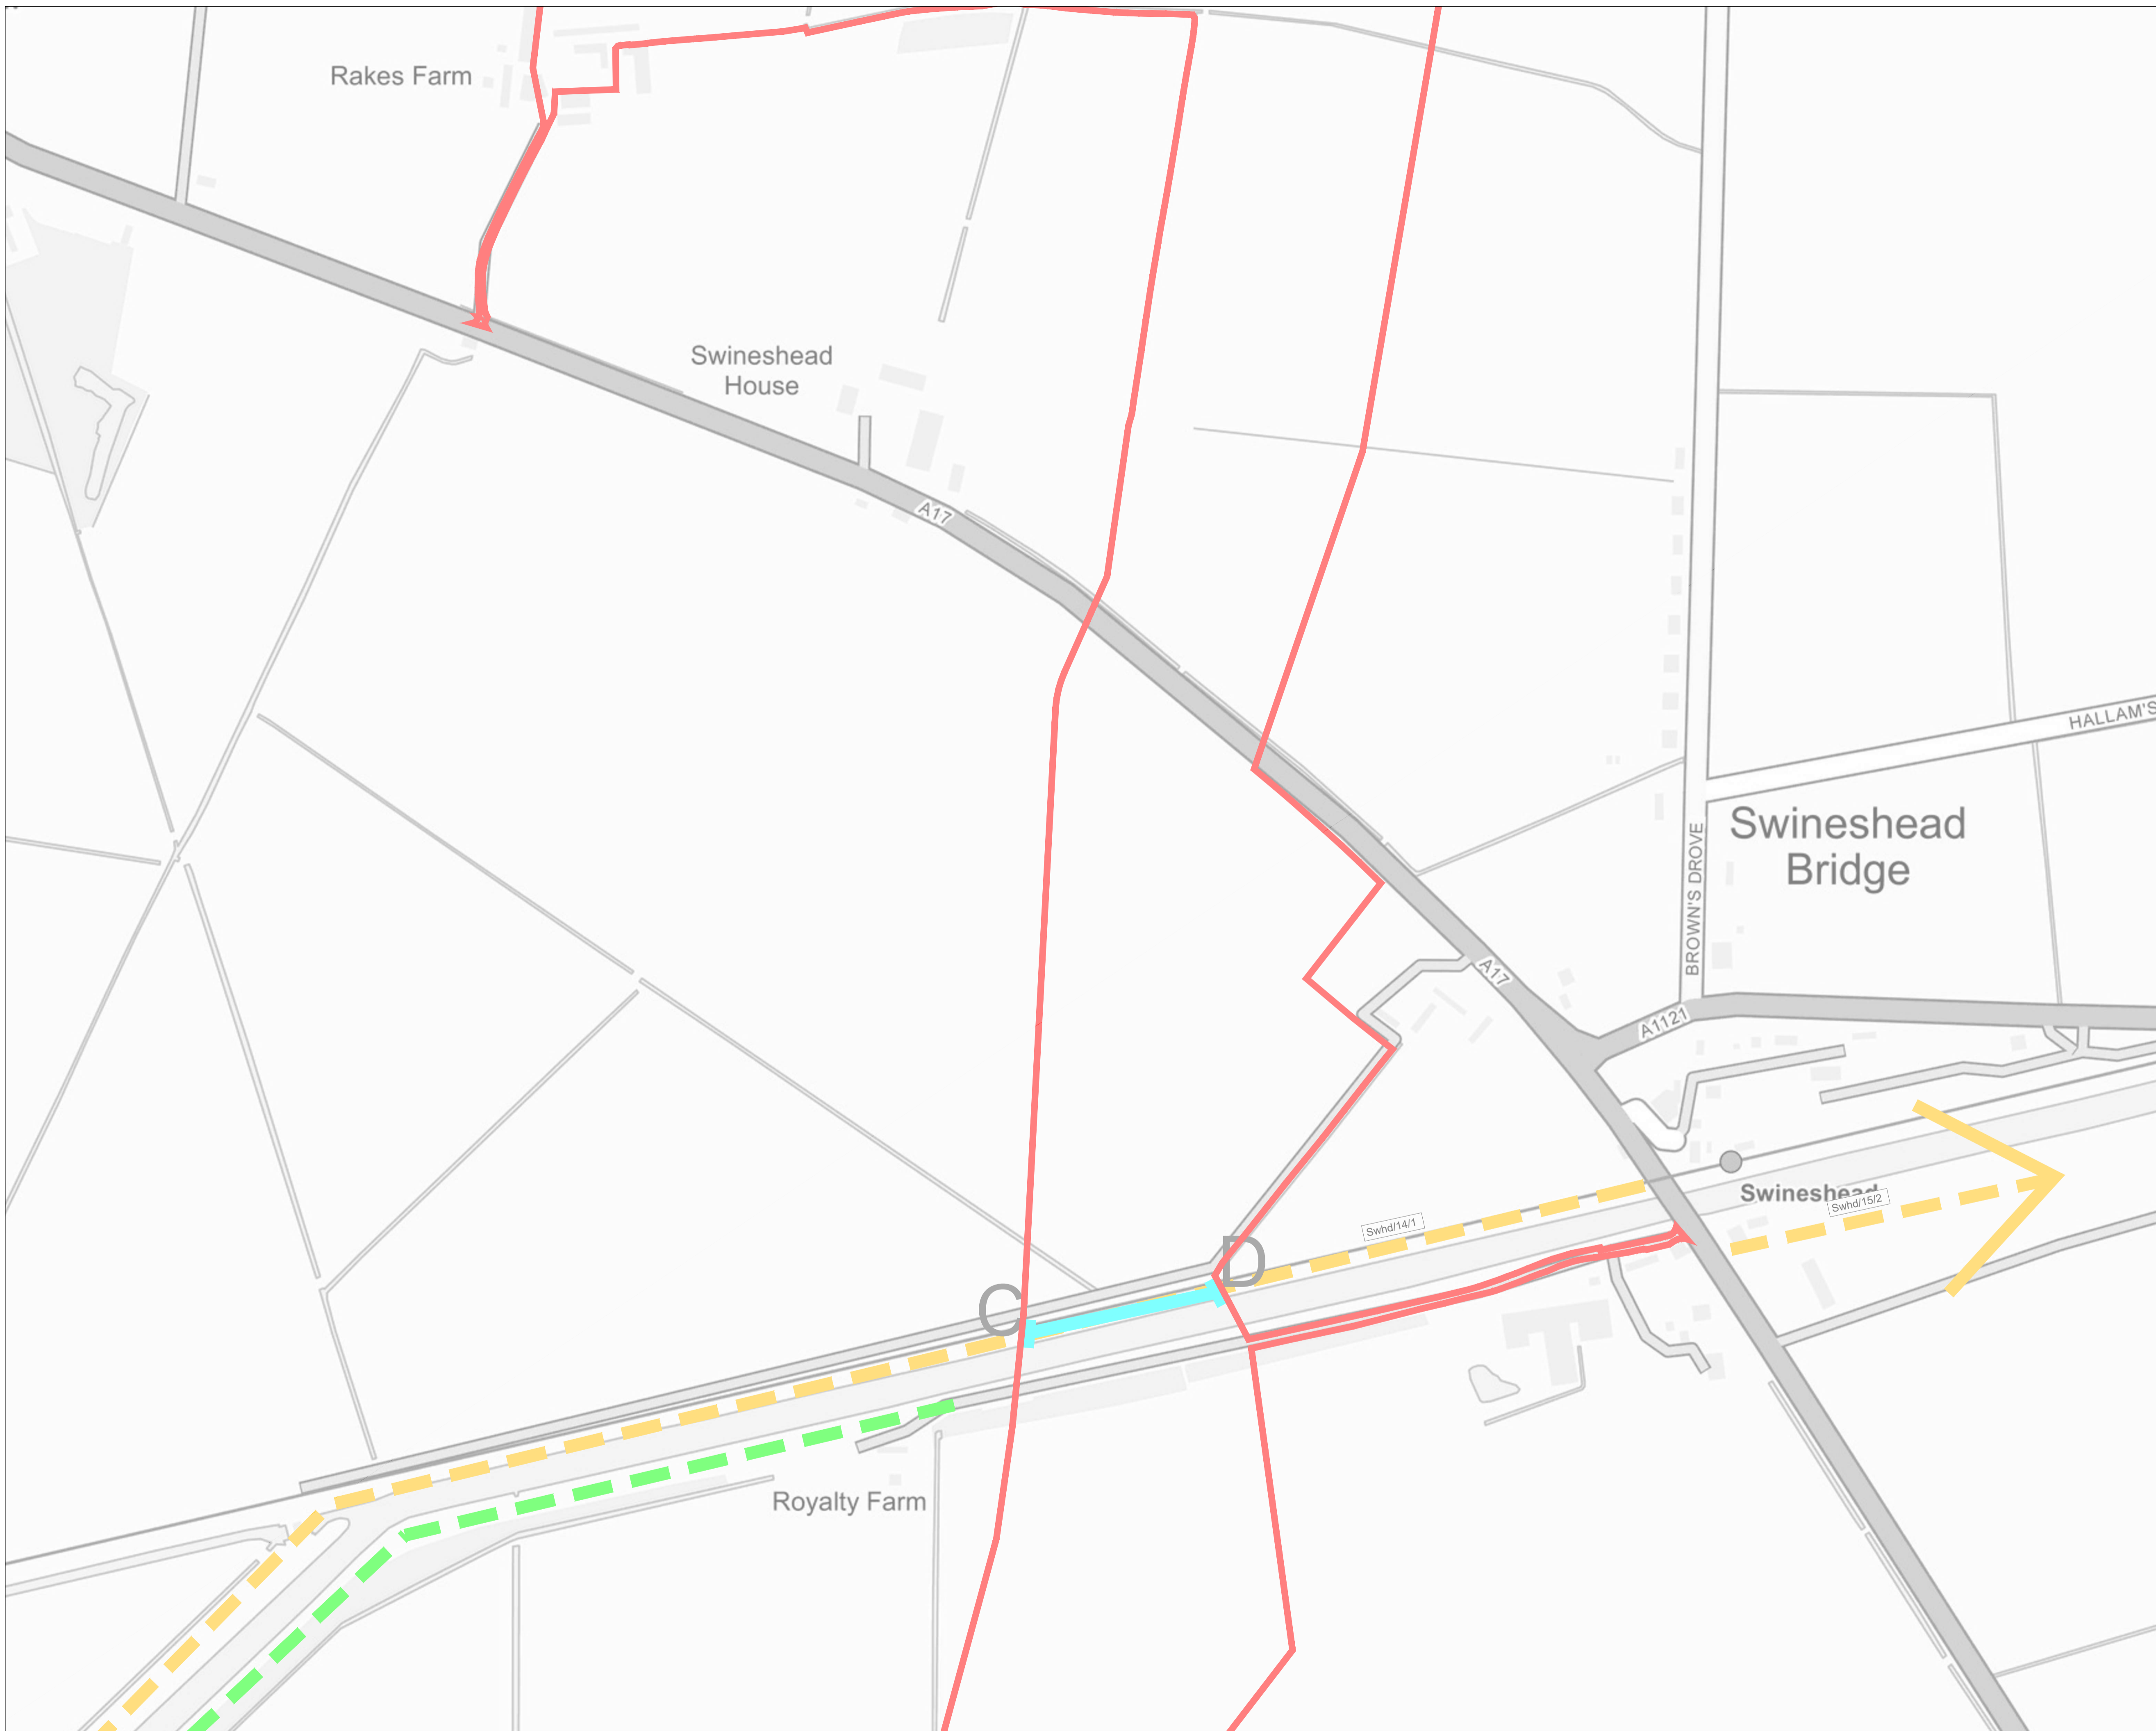 Rakes Farm
Swineshead
House
A17
HALLAM'S
Swineshead
Bridge
BROWN'S DROVE
A17
A1121
Swineshead
Swhd/15/2
Swhd/14/1
D
C
Royalty Farm